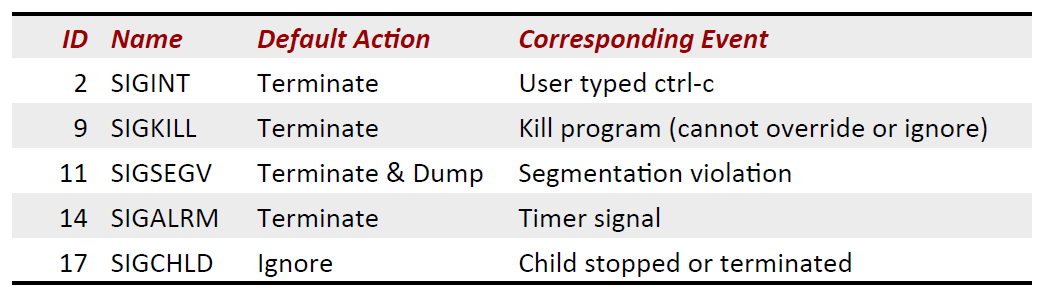 ID Name Default Action Corresponding Event
2 SIGINT Terminate User typed ctrl-c
9 SIGKILL Terminate Kill program (cannot override or ignore)
11 SIGSEGV Terminate & Dump Segmentation violation
14 SIGALRM Terminate Timer signal
17 SIGCHLD Ignore Child stopped or terminated